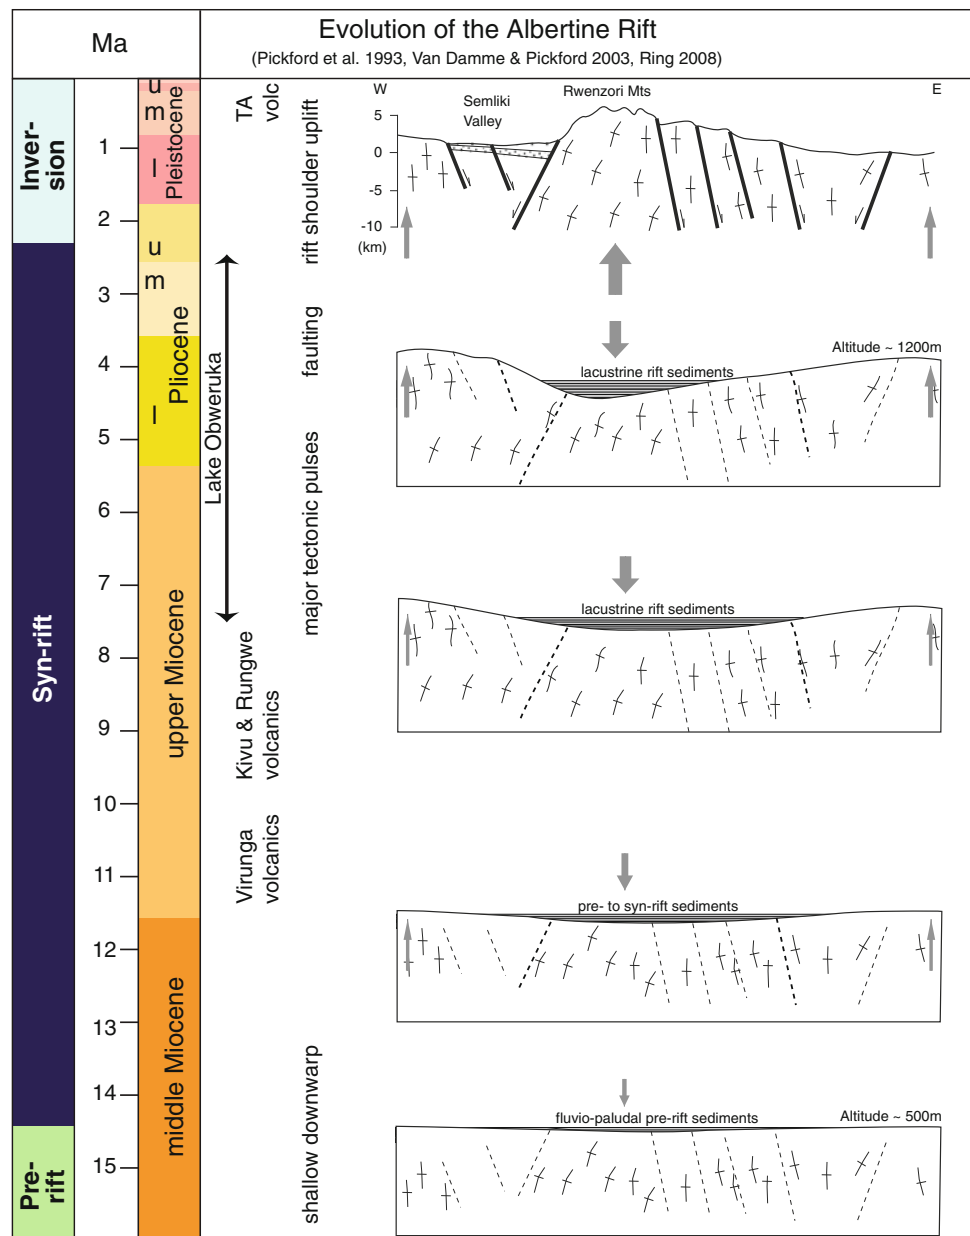 Ma
Evolution of the Albertine Rift
(Pickford et al. 1993, Van Damme & Pickford 2003, Ring 2008)
Inver-
sion
Syn-rift
Pre-
rift
1
2
3
4
5
6
7
8
9
10
11
12
13
14
15
u
m
l
Pleistocene
u
m
l
Pliocene
upper Miocene
middle Miocene
TA
volc
Lake Obweruka
Kivu & Rungwe
volcanics
Virunga
volcanics
rift shoulder uplift
faulting
major tectonic pulses
shallow downwarp
W
E
Semliki
Valley
Rwenzori Mts
5
0
-5
-10
(km)
Altitude ~ 1200m
lacustrine rift sediments
lacustrine rift sediments
pre- to syn-rift sediments
fluvio-paludal pre-rift sediments
Altitude ~ 500m